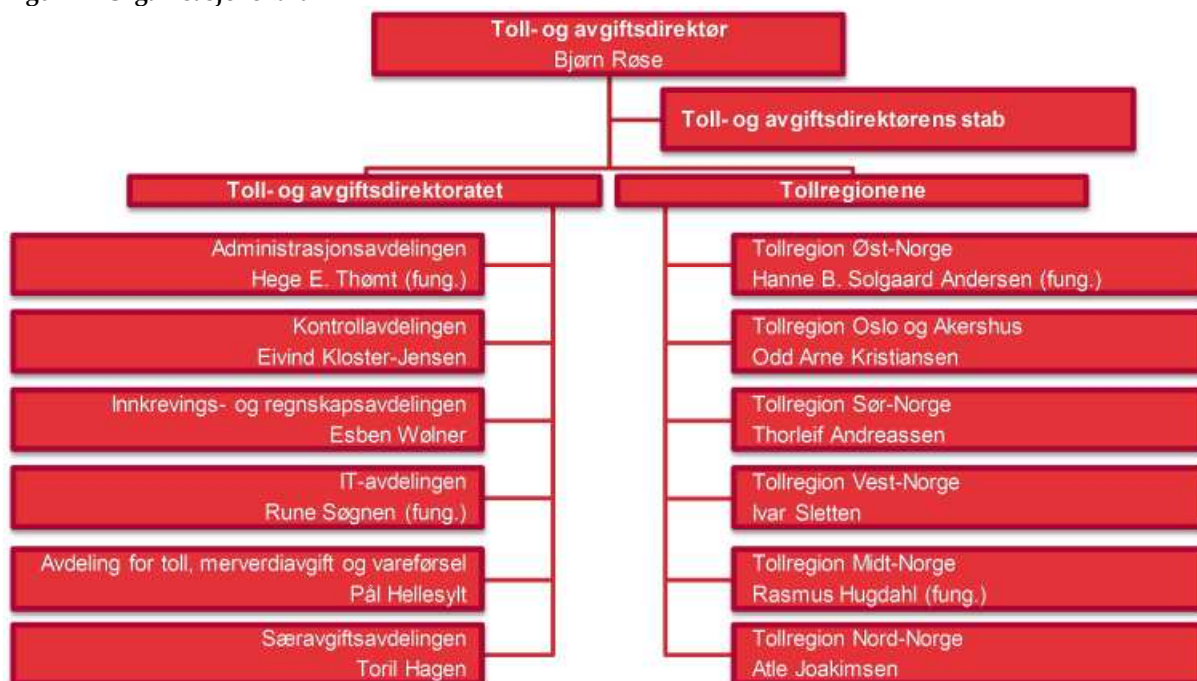 Toll- og avgiftsdirektør
Bjørn Røse
Toll- og avgiftsdirektørens stab
Toll- og avgiftsdirektoratet
Administrasjonsavdelingen
Hege E. Thømt (fung.)
Kontrollavdelingen
Eivind Kloster-Jensen
Innkrevings- og regnskapsavdelingen
Esben Wølner
IT-avdelingen
Rune Søgnen (fung.)
Avdeling for toll, merverdiavgift og vareførsel
Pål Hellesylt
Særavgiftsavdelingen
Toril Hagen
Tollregionene
Tollregion Øst-Norge
Hanne B. Solgaard Andersen (fung.)
Tollregion Oslo og Akershus
Odd Arne Kristiansen
Tollregion Sør-Norge
Thorleif Andreassen
Tollregion Vest-Norge
Ivar Sletten
Tollregion Midt-Norge
Rasmus Hugdahl (fung.)
Tollregion Nord-Norge
Atle Joakimsen